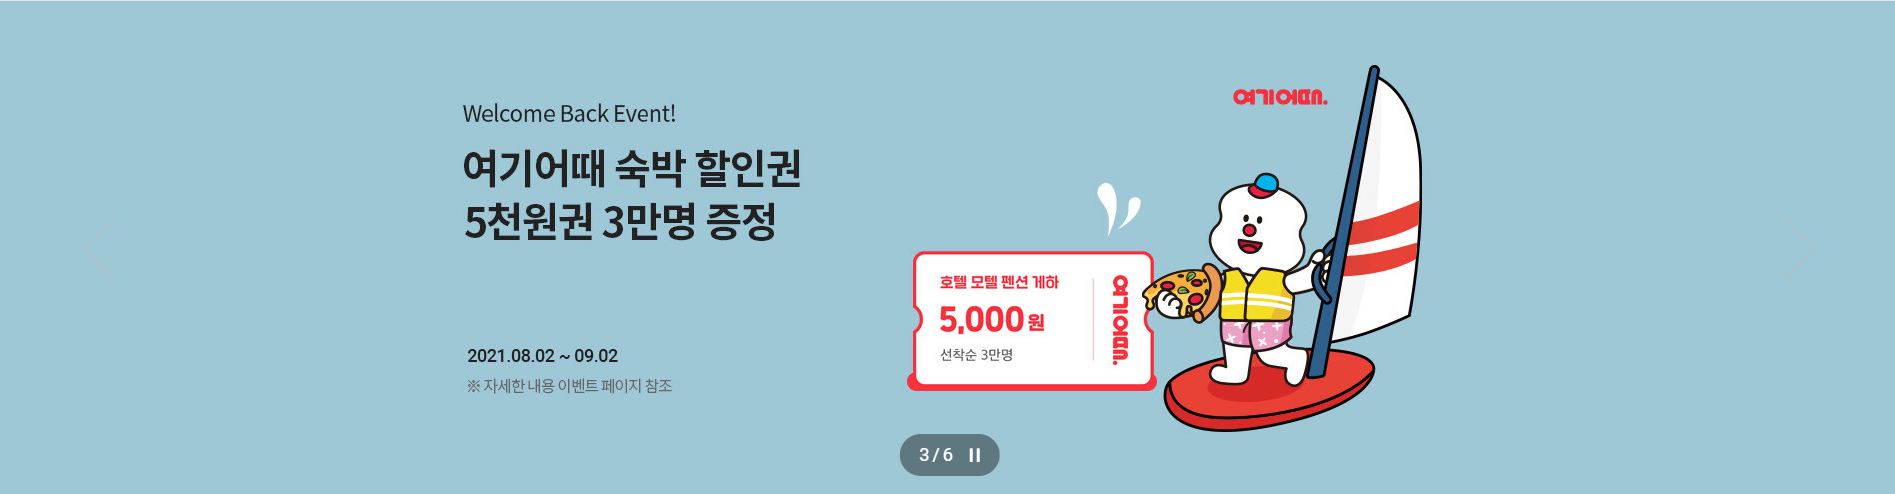 Welcome Back Event!
여기어때 숙박 할인권
5천원권 3만명 증정
2021.08.02 ~ 09.02
※ 자세한 내용 이벤트 페이지 참조
여기어때.
호텔 모텔 펜션 게하
5,000원
선착순 3만명
여기어때.
3/6